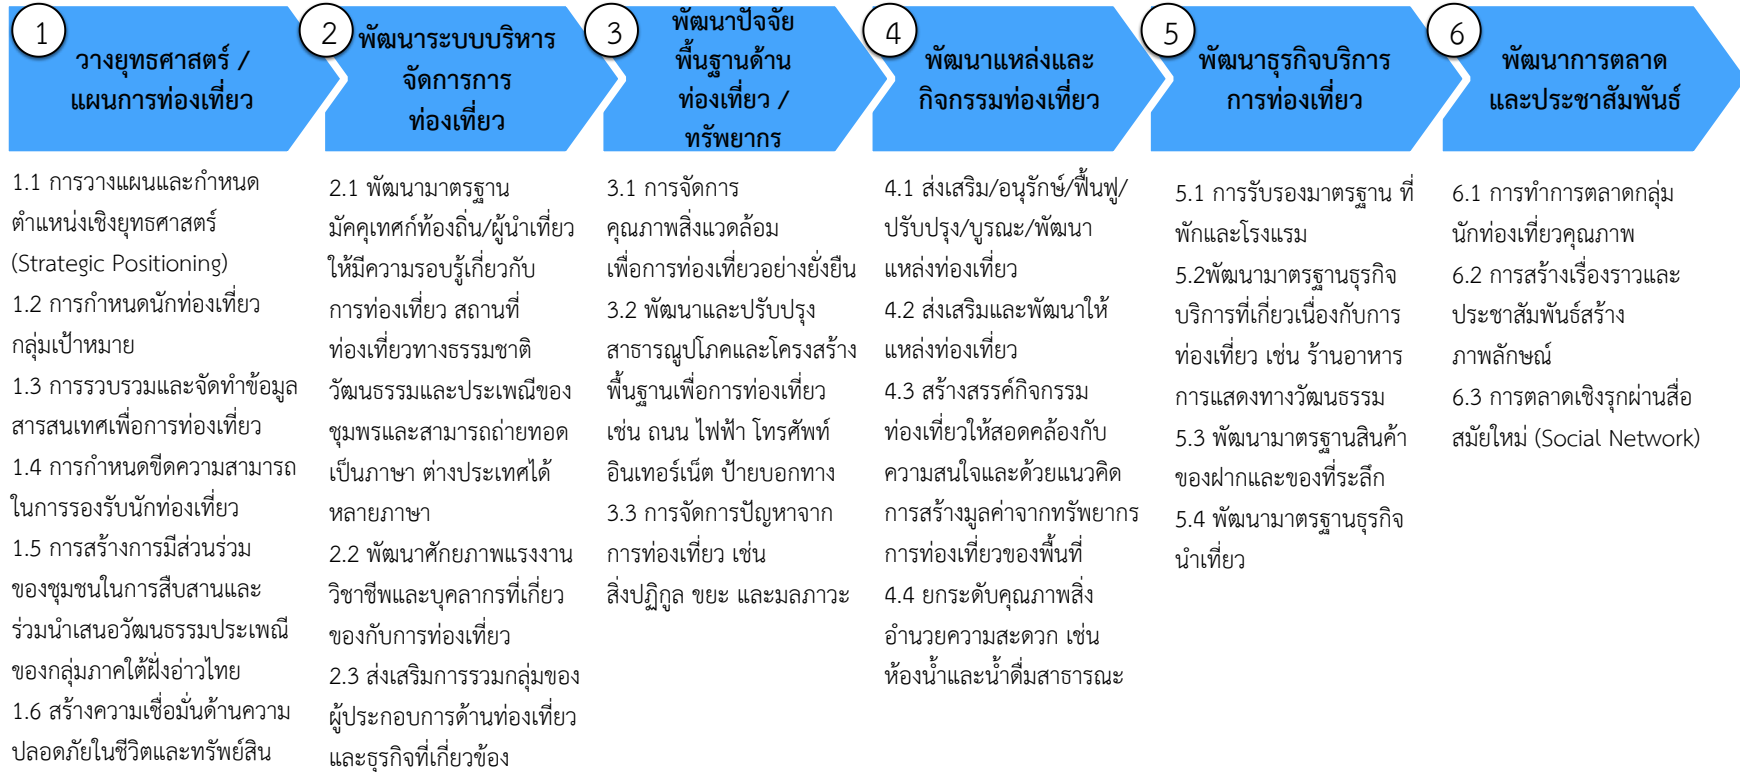 1
วางยุทธศาสตร์ /
แผนการท่องเที่ยว
2
พัฒนาระบบบริหาร
จัดการการ
ท่องเที่ยว
3
พัฒนาปัจจัย
พื้นฐานด้าน
ท่องเที่ยว /
ทรัพยากร
4
พัฒนาแหล่งและ
กิจกรรมท่องเที่ยว
5
พัฒนาธุรกิจบริการ
การท่องเที่ยว
6
พัฒนาการตลาด
และประชาสัมพันธ์
1.1 การวางแผนและกำหนด
ตำแหน่งเชิงยุทธศาสตร์
(Strategic Positioning)
1.2 การกำหนดนักท่องเที่ยว
กลุ่มเป้าหมาย
1.3 การรวบรวมและจัดทำข้อมูล
สารสนเทศเพื่อการท่องเที่ยว
1.4 การกำหนดขีดความสามารถ
ในการรองรับนักท่องเที่ยว
1.5 การสร้างการมีส่วนร่วม
ของชุมชนในการสืบสานและ
ร่วมนำเสนอวัฒนธรรมประเพณี
ของกลุ่มภาคใต้ฝั่งอ่าวไทย
1.6 สร้างความเชื่อมั่นด้านความ
ปลอดภัยในชีวิตและทรัพย์สิน
2.1 พัฒนามาตรฐาน
มัคคุเทศก์ท้องถิ่น/ผู้นำเที่ยว
ให้มีความรอบรู้เกี่ยวกับ
การท่องเที่ยว สถานที่
ท่องเที่ยวทางธรรมชาติ
วัฒนธรรมและประเพณีของ
ชุมพรและสามารถถ่ายทอด
เป็นภาษา ต่างประเทศได้
หลายภาษา
2.2 พัฒนาศักยภาพแรงงาน
วิชาชีพและบุคลากรที่เกี่ยว
ของกับการท่องเที่ยว
2.3 ส่งเสริมการรวมกลุ่มของ
ผู้ประกอบการด้านท่องเที่ยว
และธุรกิจที่เกี่ยวข้อง
3.1 การจัดการ
คุณภาพสิ่งแวดล้อม
เพื่อการท่องเที่ยวอย่างยั่งยืน
3.2 พัฒนาและปรับปรุง
สาธารณูปโภคและโครงสร้าง
พื้นฐานเพื่อการท่องเที่ยว
เช่น ถนน ไฟฟ้า โทรศัพท์
อินเทอร์เน็ต ป้ายบอกทาง
3.3 การจัดการปัญหาจาก
การท่องเที่ยว เช่น
สิ่งปฏิกูล ขยะ และมลภาวะ
4.1 ส่งเสริม/อนุรักษ์/ฟื้นฟู/
ปรับปรุง/บูรณะ/พัฒนา
แหล่งท่องเที่ยว
4.2 ส่งเสริมและพัฒนาให้
แหล่งท่องเที่ยว
4.3 สร้างสรรค์กิจกรรม
ท่องเที่ยวให้สอดคล้องกับ
ความสนใจและด้วยแนวคิด
การสร้างมูลค่าจากทรัพยากร
การท่องเที่ยวของพื้นที่
4.4 ยกระดับคุณภาพสิ่ง
อำนวยความสะดวก เช่น
ห้องน้ำและน้ำดื่มสาธารณะ
5.1 การรับรองมาตรฐาน ที่
พักและโรงแรม
5.2พัฒนามาตรฐานธุรกิจ
บริการที่เกี่ยวเนื่องกับการ
ท่องเที่ยว เช่น ร้านอาหาร
การแสดงทางวัฒนธรรม
5.3 พัฒนามาตรฐานสินค้า
ของฝากและของที่ระลึก
5.4 พัฒนามาตรฐานธุรกิจ
นำเที่ยว
6.1 การทำการตลาดกลุ่ม
นักท่องเที่ยวคุณภาพ
6.2 การสร้างเรื่องราวและ
ประชาสัมพันธ์สร้าง
ภาพลักษณ์
6.3 การตลาดเชิงรุกผ่านสื่อ
สมัยใหม่ (Social Network)